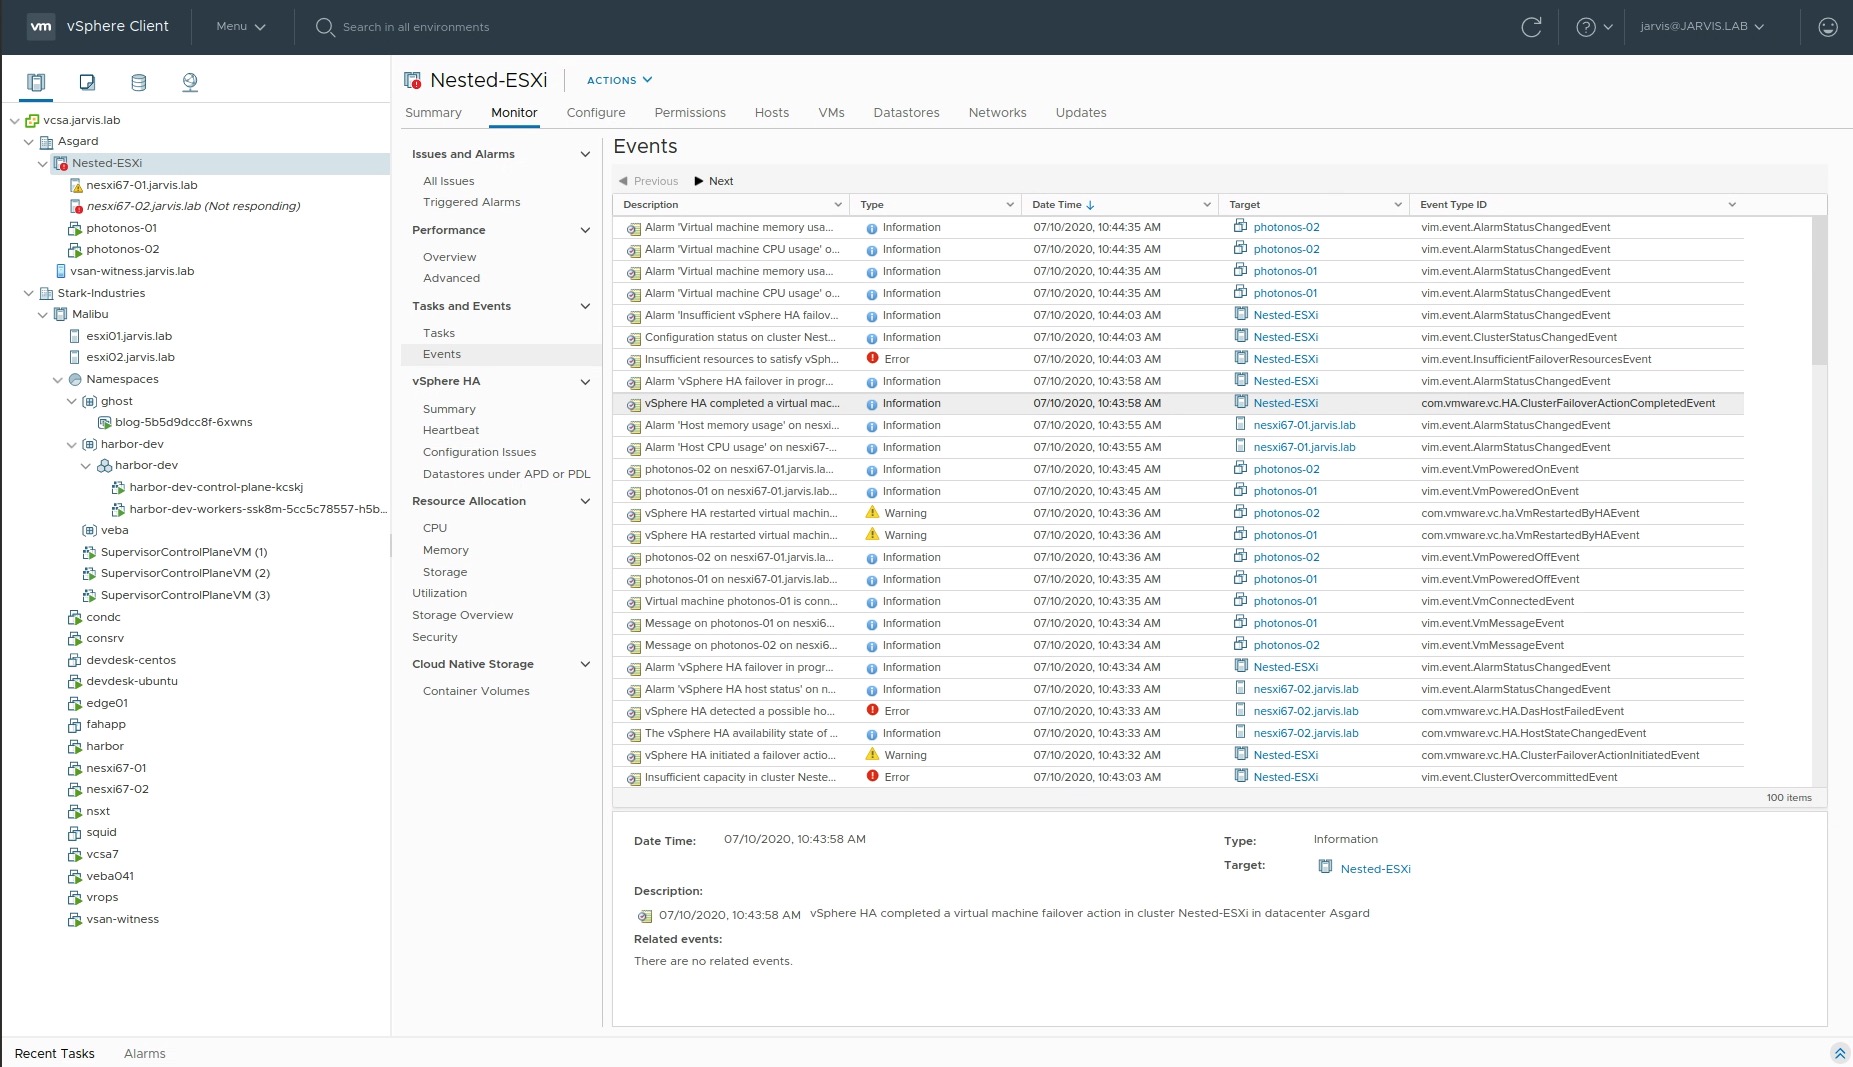 vm vSphere Client Menu Search in all environments jarvis@JARVIS.LAB
vcsa.jarvis.lab
Asgard
Nested-ESXi
nesxi67-01.jarvis.lab
nesxi67-02.jarvis.lab (Not responding)
photonos-01
photonos-02
vsan-witness.jarvis.lab
Stark-Industries
Malibu
esxi01.jarvis.lab
esxi02.jarvis.lab
Namespaces
ghost
blog-5b5d9dcc8f-6xwns
harbor-dev
harbor-dev
harbor-dev-control-plane-kcskj
harbor-dev-workers-ssk8m-5cc5c78557-h5b...
veba
SupervisorControlPlaneVM (1)
SupervisorControlPlaneVM (2)
SupervisorControlPlaneVM (3)
condc
consrv
devdesk-centos
devdesk-ubuntu
edge01
fahapp
harbor
nesxi67-01
nesxi67-02
nsxt
squid
vcsa7
veba041
vrops
vsan-witness
Nested-ESXi ACTIONS
Summary Monitor Configure Permissions Hosts VMs Datastores Networks Updates
Issues and Alarms
All Issues
Triggered Alarms
Performance
Overview
Advanced
Tasks and Events
Tasks
Events
vSphere HA
Summary
Heartbeat
Configuration Issues
Datastores under APD or PDL
Resource Allocation
CPU
Memory
Storage
Utilization
Storage Overview
Security
Cloud Native Storage
Container Volumes
Events
Previous Next
Description Type Date Time Target Event Type ID
Alarm 'Virtual machine memory usa... Information 07/10/2020, 10:44:35 AM photonos-02 vim.event.AlarmStatusChangedEvent
Alarm 'Virtual machine CPU usage' o... Information 07/10/2020, 10:44:35 AM photonos-02 vim.event.AlarmStatusChangedEvent
Alarm 'Virtual machine memory usa... Information 07/10/2020, 10:44:35 AM photonos-01 vim.event.AlarmStatusChangedEvent
Alarm 'Virtual machine CPU usage' o... Information 07/10/2020, 10:44:35 AM photonos-01 vim.event.AlarmStatusChangedEvent
Alarm 'Insufficient vSphere HA failov... Information 07/10/2020, 10:44:03 AM Nested-ESXi vim.event.AlarmStatusChangedEvent
Configuration status on cluster Nest... Information 07/10/2020, 10:44:03 AM Nested-ESXi vim.event.ClusterStatusChangedEvent
Insufficient resources to satisfy vSph... Error 07/10/2020, 10:44:03 AM Nested-ESXi vim.event.InsufficientFailoverResourcesEvent
Alarm 'vSphere HA failover in progr... Information 07/10/2020, 10:43:58 AM Nested-ESXi vim.event.AlarmStatusChangedEvent
vSphere HA completed a virtual mac... Information 07/10/2020, 10:43:58 AM Nested-ESXi com.vmware.vc.HA.ClusterFailoverActionCompletedEvent
Alarm 'Host memory usage' on nesxi... Information 07/10/2020, 10:43:55 AM nesxi67-01.jarvis.lab vim.event.AlarmStatusChangedEvent
Alarm 'Host CPU usage' on nesxi67-... Information 07/10/2020, 10:43:55 AM nesxi67-01.jarvis.lab vim.event.AlarmStatusChangedEvent
photonos-02 on nesxi67-01.jarvis.la... Information 07/10/2020, 10:43:45 AM photonos-02 vim.event.VmPoweredOnEvent
photonos-01 on nesxi67-01.jarvis.lab... Information 07/10/2020, 10:43:45 AM photonos-01 vim.event.VmPoweredOnEvent
vSphere HA restarted virtual machin... Warning 07/10/2020, 10:43:36 AM photonos-02 com.vmware.vc.ha.VmRestartedByHAEvent
vSphere HA restarted virtual machin... Warning 07/10/2020, 10:43:36 AM photonos-01 com.vmware.vc.ha.VmRestartedByHAEvent
photonos-02 on nesxi67-01.jarvis.la... Information 07/10/2020, 10:43:36 AM photonos-02 vim.event.VmPoweredOffEvent
photonos-01 on nesxi67-01.jarvis.lab... Information 07/10/2020, 10:43:35 AM photonos-01 vim.event.VmPoweredOffEvent
Virtual machine photonos-01 is conn... Information 07/10/2020, 10:43:35 AM photonos-01 vim.event.VmConnectedEvent
Message on photonos-01 on nesxi6... Information 07/10/2020, 10:43:34 AM photonos-01 vim.event.VmMessageEvent
Message on photonos-02 on nesxi6... Information 07/10/2020, 10:43:34 AM photonos-02 vim.event.VmMessageEvent
Alarm 'vSphere HA failover in progr... Information 07/10/2020, 10:43:34 AM Nested-ESXi vim.event.AlarmStatusChangedEvent
Alarm 'vSphere HA host status' on n... Information 07/10/2020, 10:43:33 AM nesxi67-02.jarvis.lab vim.event.AlarmStatusChangedEvent
vSphere HA detected a possible ho... Error 07/10/2020, 10:43:33 AM nesxi67-02.jarvis.lab com.vmware.vc.HA.DasHostFailedEvent
The vSphere HA availability state of ... Information 07/10/2020, 10:43:33 AM nesxi67-02.jarvis.lab com.vmware.vc.HA.HostStateChangedEvent
vSphere HA initiated a failover actio... Warning 07/10/2020, 10:43:32 AM Nested-ESXi com.vmware.vc.HA.ClusterFailoverActionInitiatedEvent
Insufficient capacity in cluster Neste... Error 07/10/2020, 10:43:03 AM Nested-ESXi vim.event.ClusterOvercommittedEvent
100 items
Date Time: 07/10/2020, 10:43:58 AM Type: Information
Target: Nested-ESXi
Description:
07/10/2020, 10:43:58 AM vSphere HA completed a virtual machine failover action in cluster Nested-ESXi in datacenter Asgard
Related events:
There are no related events.
Recent Tasks Alarms